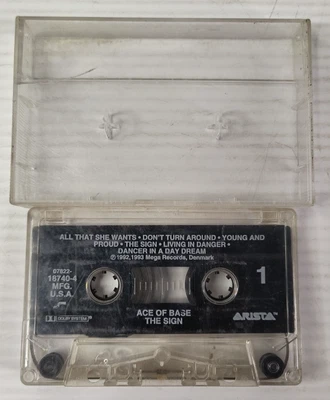 ALL THAT SHE WANTS • DON'T TURN AROUND • YOUNG AND
PROUD • THE SIGN • LIVING IN DANGER •
DANCER IN A DAY DREAM
℗1992,1993 Mega Records, Denmark
07822-
18740-4
MFG.
U.S.A.
1
DOLBY SYSTEM
ACE OF BASE
THE SIGN
ARISTA